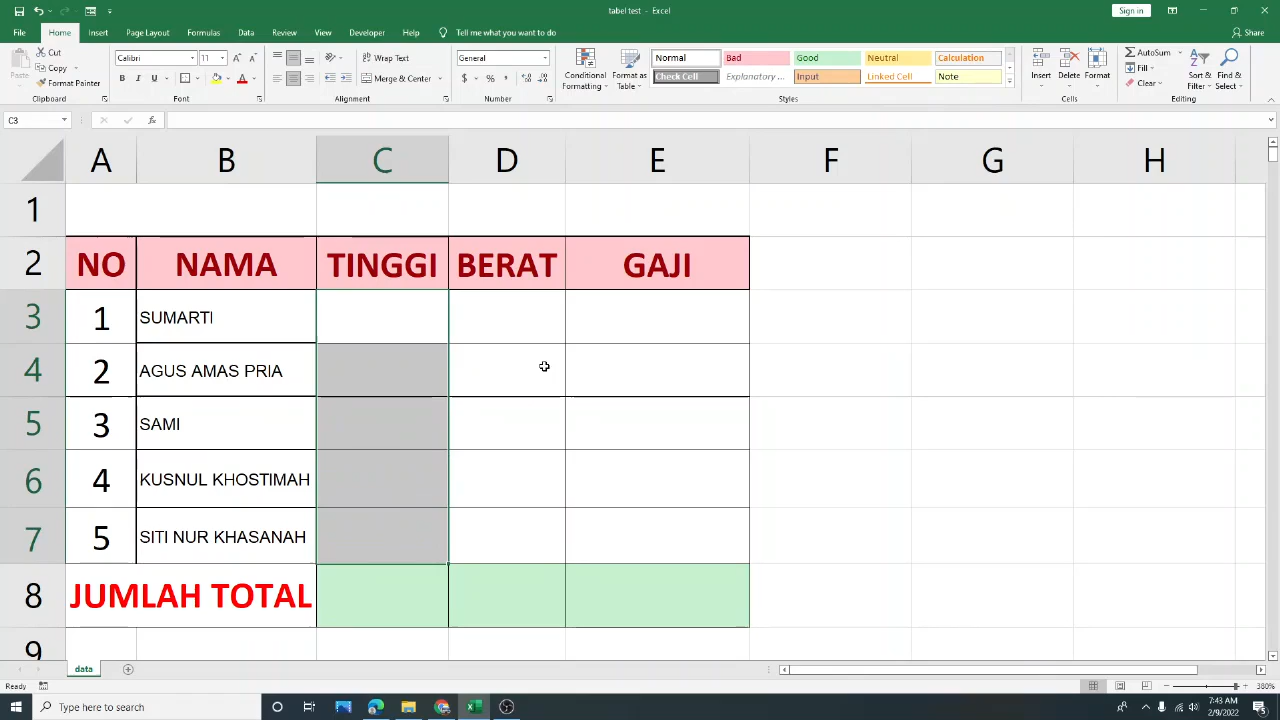 tabel test - Excel
Sign in
File
Home
Insert
Page Layout
Formulas
Data
Review
View
Developer
Help
Tell me what you want to do
Share
Paste
Cut
Copy
Format Painter
Clipboard
Calibri
11
B I U
Font
Wrap Text
Merge & Center
Alignment
General
$ % ,
Number
Conditional Formatting
Format as Table
Normal
Bad
Good
Neutral
Calculation
Check Cell
Explanatory ...
Input
Linked Cell
Note
Styles
Insert
Delete
Format
Cells
AutoSum
Fill
Clear
Sort & Filter
Find & Select
Editing
C3
fx
A B C D E F G H
1
2 NO NAMA TINGGI BERAT GAJI
3 1 SUMARTI
4 2 AGUS AMAS PRIA
5 3 SAMI
6 4 KUSNUL KHOSTIMAH
7 5 SITI NUR KHASANAH
8 JUMLAH TOTAL
9
data
Ready
380%
Type here to search
7:43 AM
2/9/2022